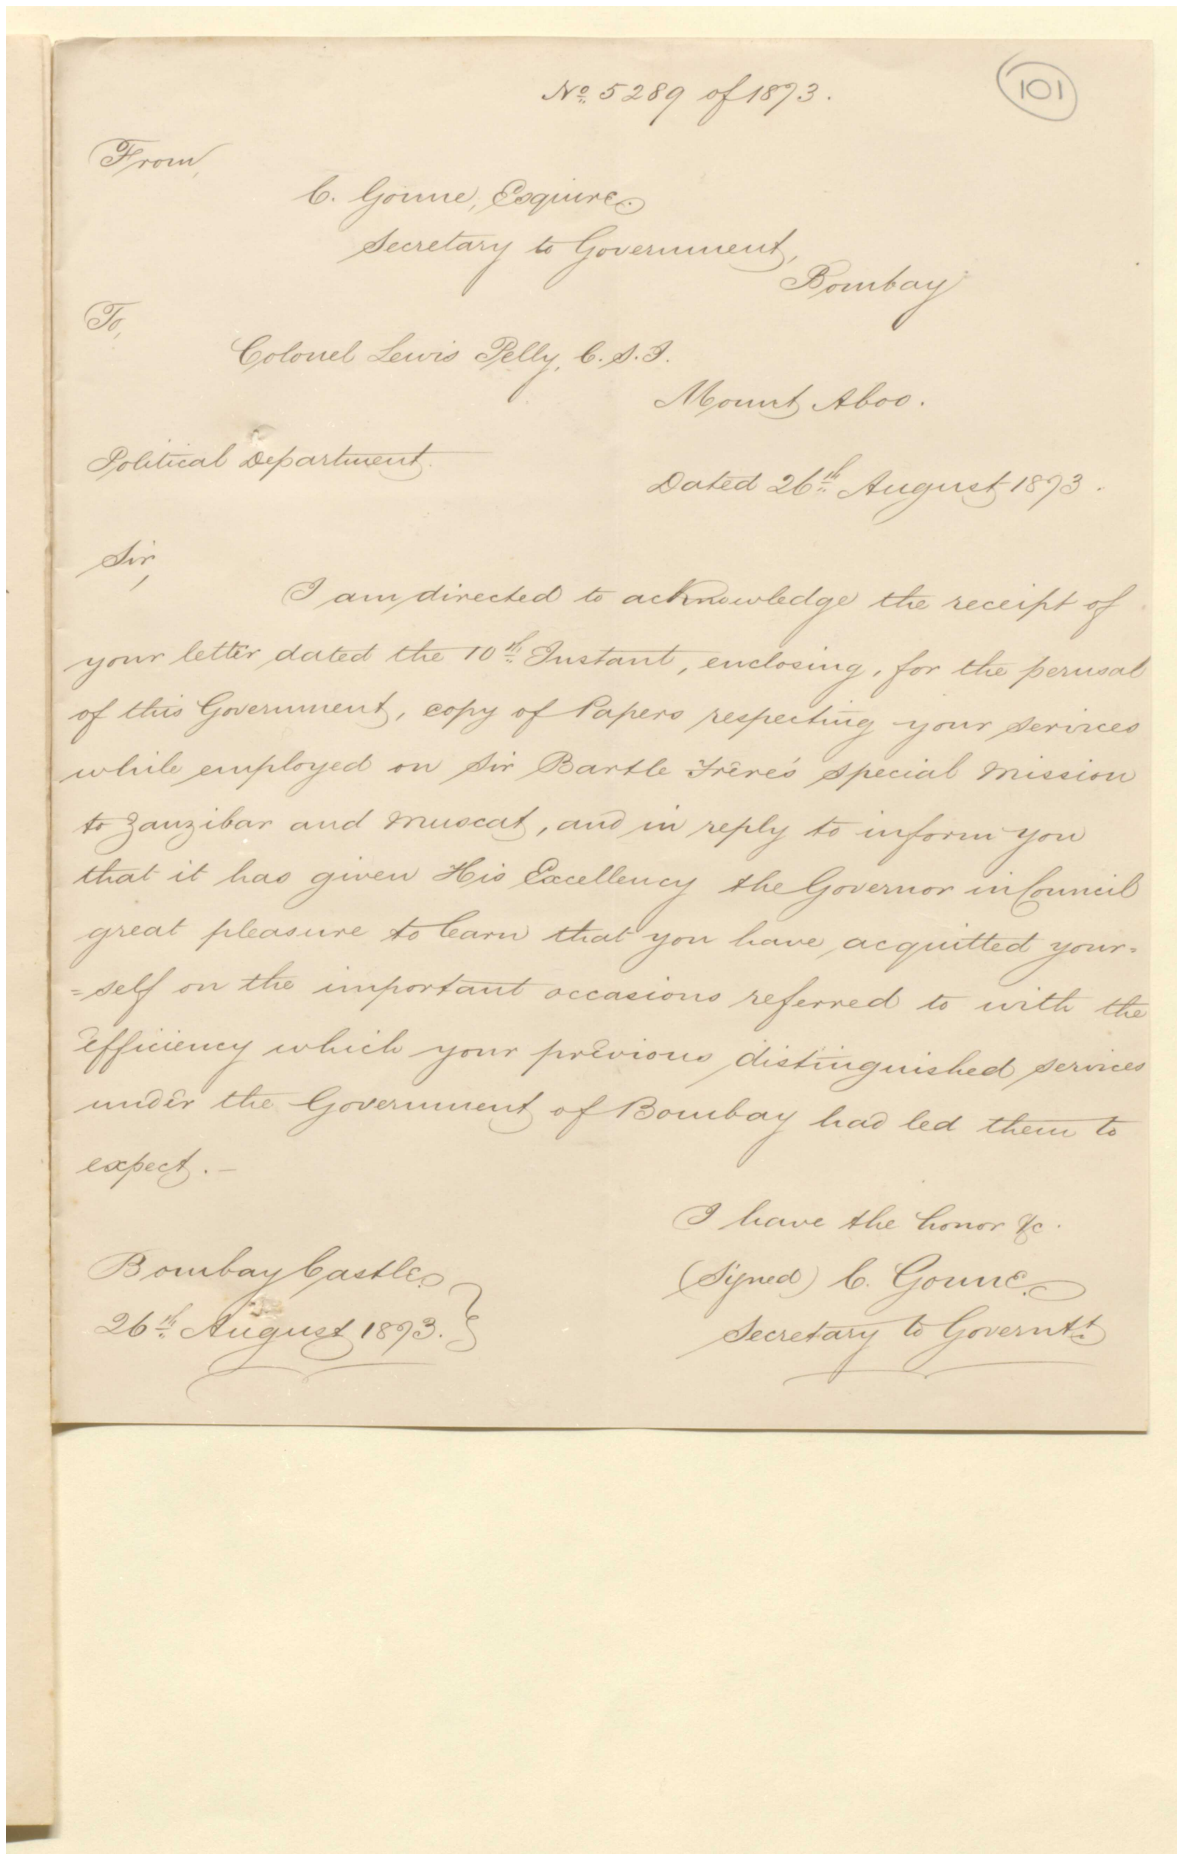 No. 5289 of 1873.
101
From,
C. Gonne, Esquire.
Secretary to Government,
Bombay
To,
Colonel Lewis Pelly, C.S.I.
Mount Aboo.
Political Department.
Dated 26th August 1873.
Sir,
I am directed to acknowledge the receipt of
your letter dated the 10th Instant, enclosing, for the perusal
of this Government, copy of Papers respecting your services
while employed on Sir Bartle Frère's special Mission
to Zanzibar and Muscat, and in reply to inform you
that it has given His Excellency the Governor in Council
great pleasure to learn that you have acquitted your=
=self on the important occasions referred to with the
efficiency which your previous distinguished services
under the Government of Bombay had led them to
expect. —
I have the honor &c.
(Signed) C. Gonne.
Secretary to Governtt.
Bombay Castle.
26th August 1873. }